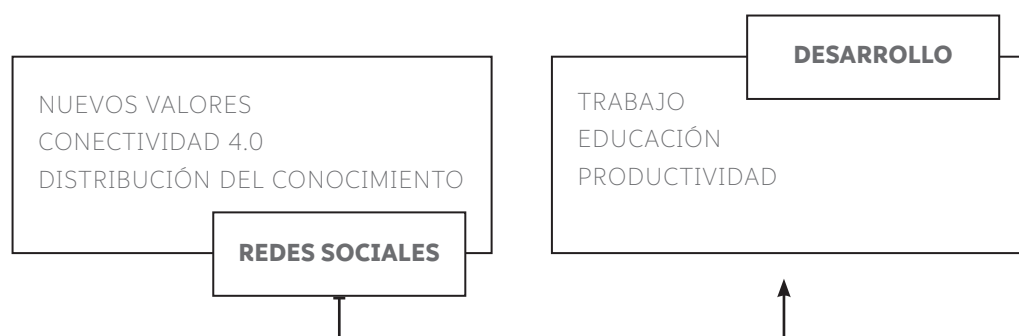 NUEVOS VALORES
CONECTIVIDAD 4.0
DISTRIBUCIÓN DEL CONOCIMIENTO
REDES SOCIALES
DESARROLLO
TRABAJO
EDUCACIÓN
PRODUCTIVIDAD